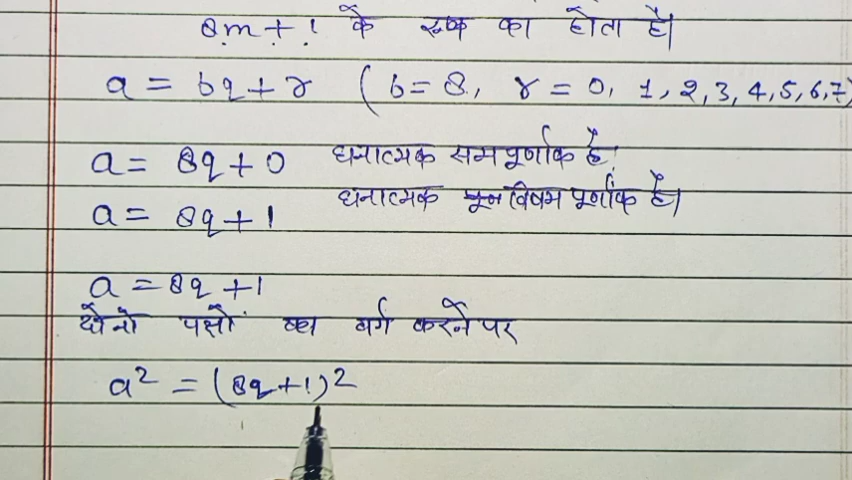 8m + 1 के रूप का होता है।
a = bq + r ( b = 8, r = 0, 1, 2, 3, 4, 5, 6, 7)
a = 8q + 0 धनात्मक सम पूर्णांक है।
a = 8q + 1 धनात्मक विषम पूर्णांक है।
a = 8q + 1
दोनो पक्षों का वर्ग करने पर
a² = (8q+1)²